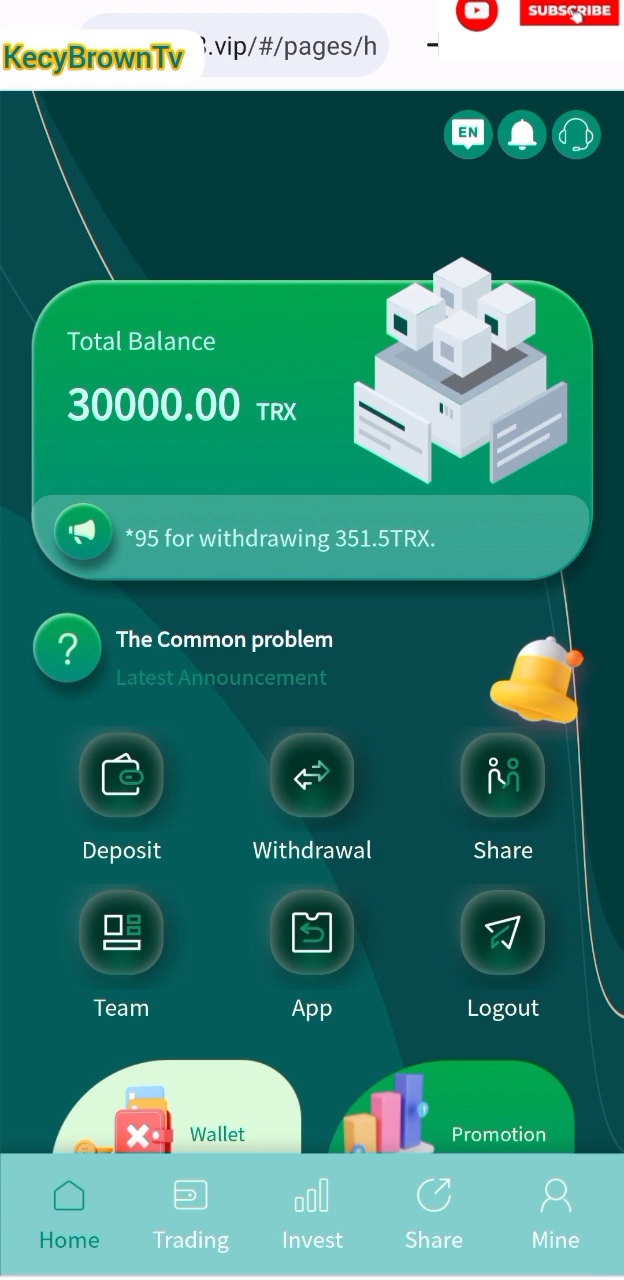 SUBSCRIBE
KecyBrownTv
.vip/#/pages/h
EN
Total Balance
30000.00 TRX
*95 for withdrawing 351.5TRX.
?
The Common problem
Latest Announcement
Deposit
Withdrawal
Share
Team
App
Logout
Wallet
Promotion
Home
Trading
Invest
Share
Mine